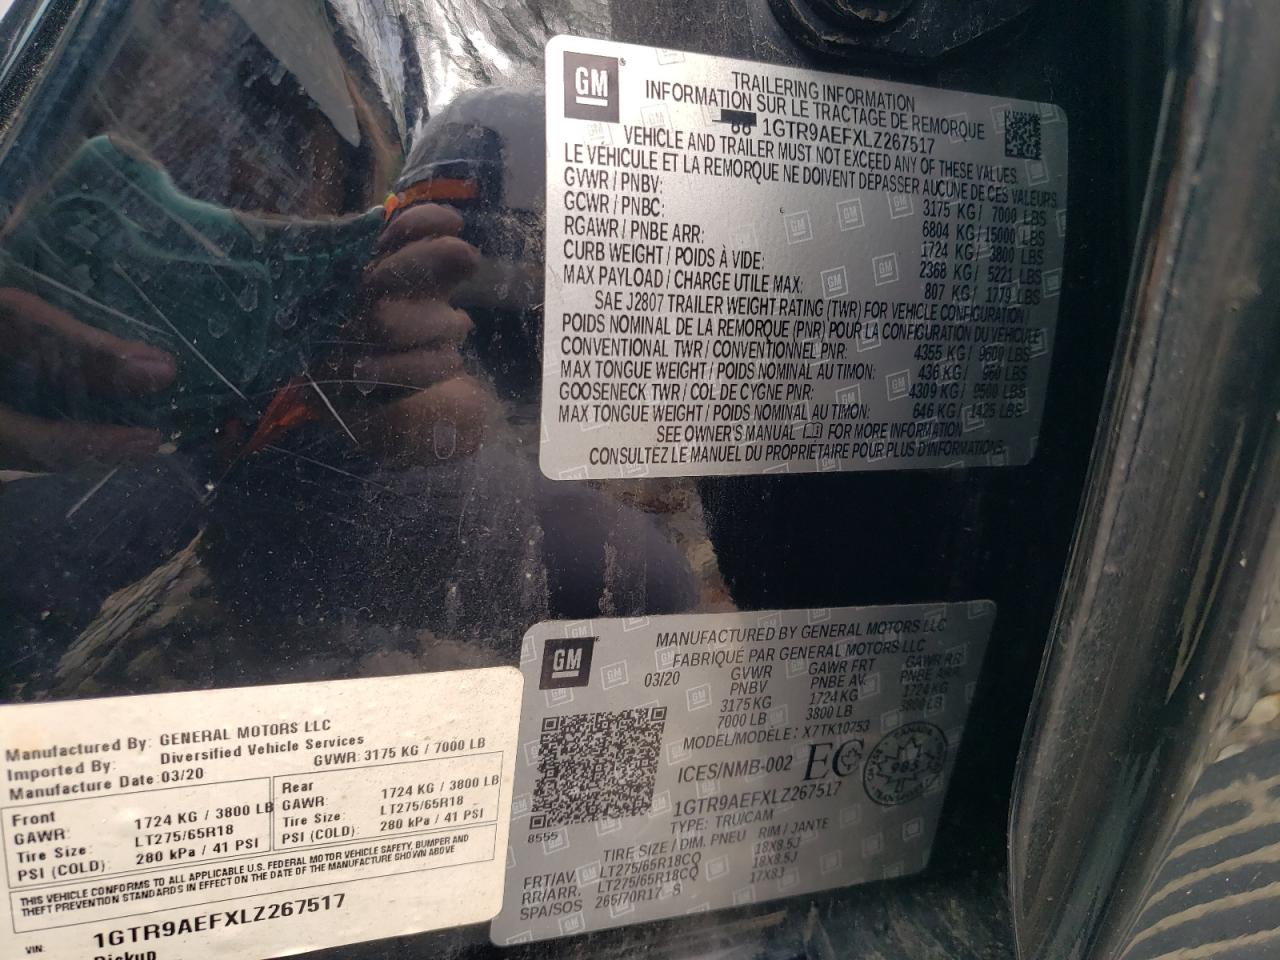 GM
TRAILERING INFORMATION
INFORMATION SUR LE TRACTAGE DE REMORQUE
88 1GTR9AEFXLZ267517
VEHICLE AND TRAILER MUST NOT EXCEED ANY OF THESE VALUES
LE VÉHICULE ET LA REMORQUE NE DOIVENT DÉPASSER AUCUNE DE CES VALEURS
GVWR / PNBV: 3175 KG / 7000 LBS
GCWR / PNBC: 6804 KG / 15000 LBS
RGAWR / PNBE ARR: 1724 KG / 3800 LBS
CURB WEIGHT / POIDS À VIDE: 2368 KG / 5221 LBS
MAX PAYLOAD / CHARGE UTILE MAX: 807 KG / 1779 LBS
SAE J2807 TRAILER WEIGHT RATING (TWR) FOR VEHICLE CONFIGURATION
POIDS NOMINAL DE LA REMORQUE (PNR) POUR LA CONFIGURATION DU VÉHICULE
CONVENTIONAL TWR / CONVENTIONNEL PNR: 4355 KG / 9600 LBS
MAX TONGUE WEIGHT / POIDS NOMINAL AU TIMON: 436 KG / 960 LBS
GOOSENECK TWR / COL DE CYGNE PNR: 4309 KG / 9500 LBS
MAX TONGUE WEIGHT / POIDS NOMINAL AU TIMON: 646 KG / 1425 LBS
SEE OWNER'S MANUAL FOR MORE INFORMATION
CONSULTEZ LE MANUEL DU PROPRIÉTAIRE POUR PLUS D'INFORMATIONS.
GM
MANUFACTURED BY GENERAL MOTORS LLC
FABRIQUÉ PAR GENERAL MOTORS LLC
03/20 GVWR GAWR FRT GAWR RR
PNBV PNBE AV. PNBE ARR
3175 KG 1724 KG 1724 KG
7000 LB 3800 LB 3800 LB
MODEL/MODÈLE: X7TK10753
ICES/NMB-002 EC
1GTR9AEFXLZ267517
8555
TYPE: TRU/CAM
TIRE SIZE / DIM. PNEU RIM / JANTE
FRT/AV. LT275/65R18CQ 18X8.5J
RR/ARR. LT275/65R18CQ 18X8.5J
SPA/SOS 265/70R17 S 17X8J
Manufactured By: GENERAL MOTORS LLC
Imported By: Diversified Vehicle Services
Manufacture Date: 03/20 GVWR: 3175 KG / 7000 LB
Front
GAWR: 1724 KG / 3800 LB
Tire Size: LT275/65R18
PSI (COLD): 280 kPa / 41 PSI
Rear
GAWR: 1724 KG / 3800 LB
Tire Size: LT275/65R18
PSI (COLD): 280 kPa / 41 PSI
THIS VEHICLE CONFORMS TO ALL APPLICABLE U.S. FEDERAL MOTOR VEHICLE SAFETY, BUMPER AND
THEFT PREVENTION STANDARDS IN EFFECT ON THE DATE OF THE MANUFACTURE SHOWN ABOVE
VIN: 1GTR9AEFXLZ267517
Pickup